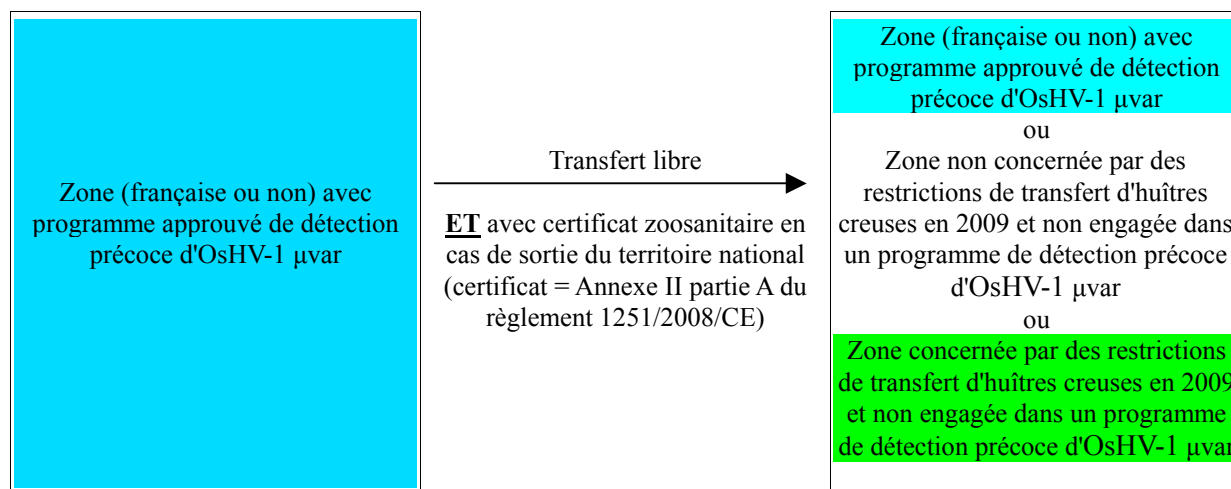 Zone (française ou non) avec
programme approuvé de détection
précoce d'OsHV-1 μvar
Transfert libre
ET avec certificat zoosanitaire en
cas de sortie du territoire national
(certificat = Annexe II partie A du
règlement 1251/2008/CE)
Zone (française ou non) avec
programme approuvé de détection
précoce d'OsHV-1 μvar
ou
Zone non concernée par des
restrictions de transfert d'huîtres
creuses en 2009 et non engagée dans
un programme de détection précoce
d'OsHV-1 μvar
ou
Zone concernée par des restrictions
de transfert d'huîtres creuses en 2009
et non engagée dans un programme
de détection précoce d'OsHV-1 μvar